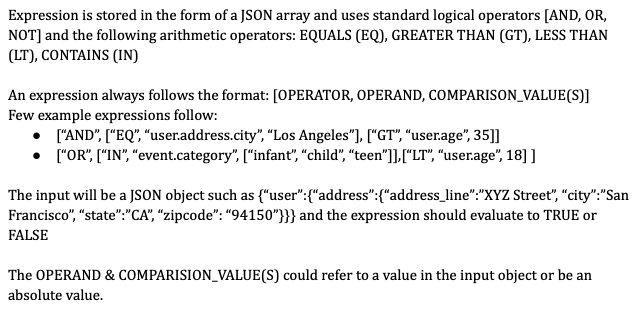 Expression is stored in the form of a JSON array and uses standard logical operators [AND, OR,
NOT] and the following arithmetic operators: EQUALS (EQ), GREATER THAN (GT), LESS THAN
(LT), CONTAINS (IN)
An expression always follows the format: [OPERATOR, OPERAND, COMPARISON_VALUE(S)]
Few example expressions follow:
● [“AND”, [“EQ”, “user.address.city”, “Los Angeles”], [“GT”, “user.age”, 35]]
● [“OR”, [“IN”, “event.category”, [“infant”, “child”, “teen”]],[“LT”, “user.age”, 18] ]
The input will be a JSON object such as {“user”:{“address”:{“address_line”:”XYZ Street”, “city”:”San
Francisco”, “state”:”CA”, “zipcode”: “94150”}}} and the expression should evaluate to TRUE or
FALSE
The OPERAND & COMPARISION_VALUE(S) could refer to a value in the input object or be an
absolute value.